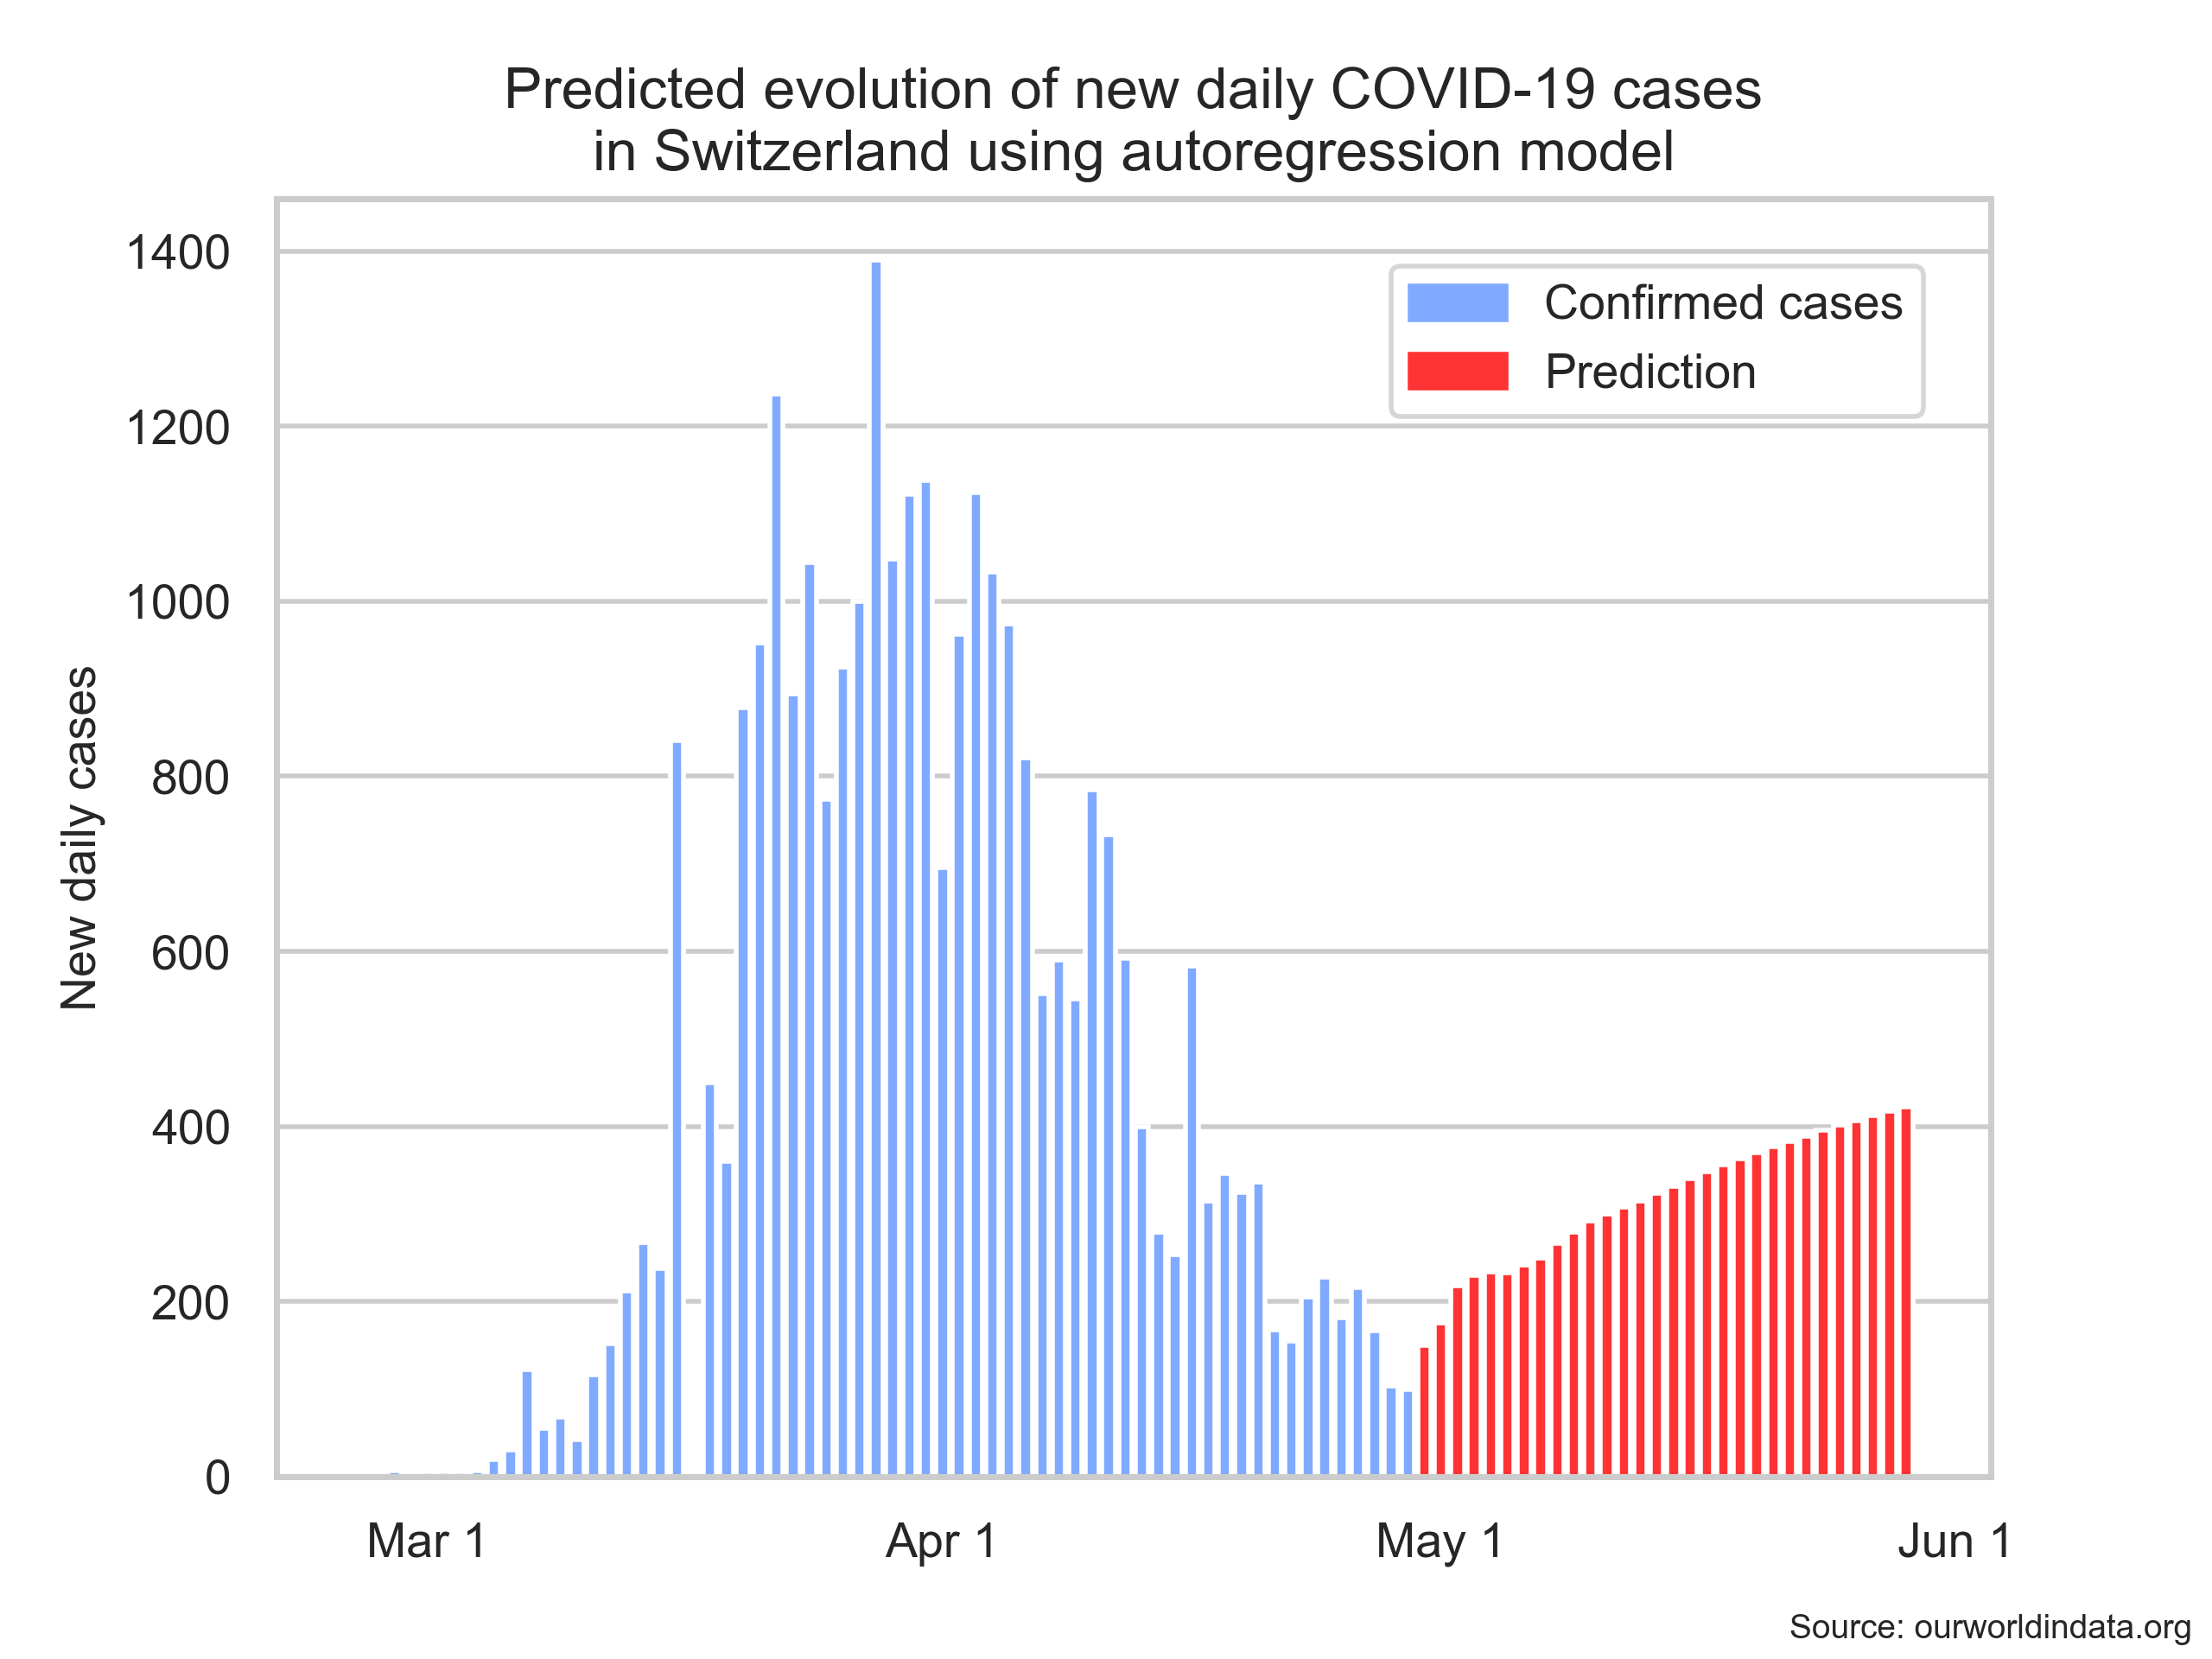 Predicted evolution of new daily COVID-19 cases
in Switzerland using autoregression model
1400
1200
1000
800
600
400
200
0
New daily cases
Confirmed cases
Prediction
Mar 1
Apr 1
May 1
Jun 1
Source: ourworldindata.org